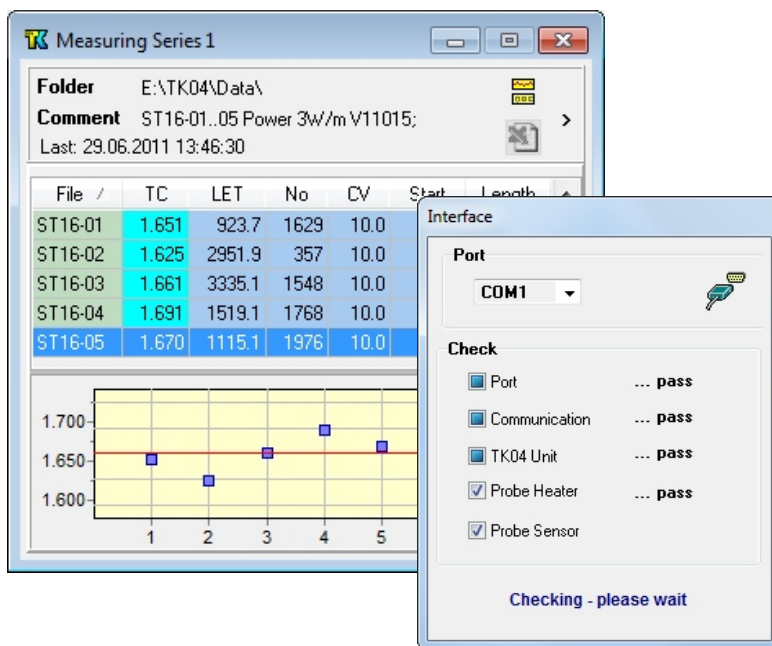 TK Measuring Series 1
Folder E:\TK04\Data\
Comment ST16-01..05 Power 3W/m V11015;
Last: 29.06.2011 13:46:30
File / TC LET No CV Start Length
ST16-01 1.651 923.7 1629 10.0
ST16-02 1.625 2951.9 357 10.0
ST16-03 1.661 3335.1 1548 10.0
ST16-04 1.691 1519.1 1768 10.0
ST16-05 1.670 1115.1 1976 10.0
1.700
1.650
1.600
1 2 3 4 5
Interface
Port
COM1
Check
Port ... pass
Communication ... pass
TK04 Unit ... pass
Probe Heater ... pass
Probe Sensor
Checking - please wait